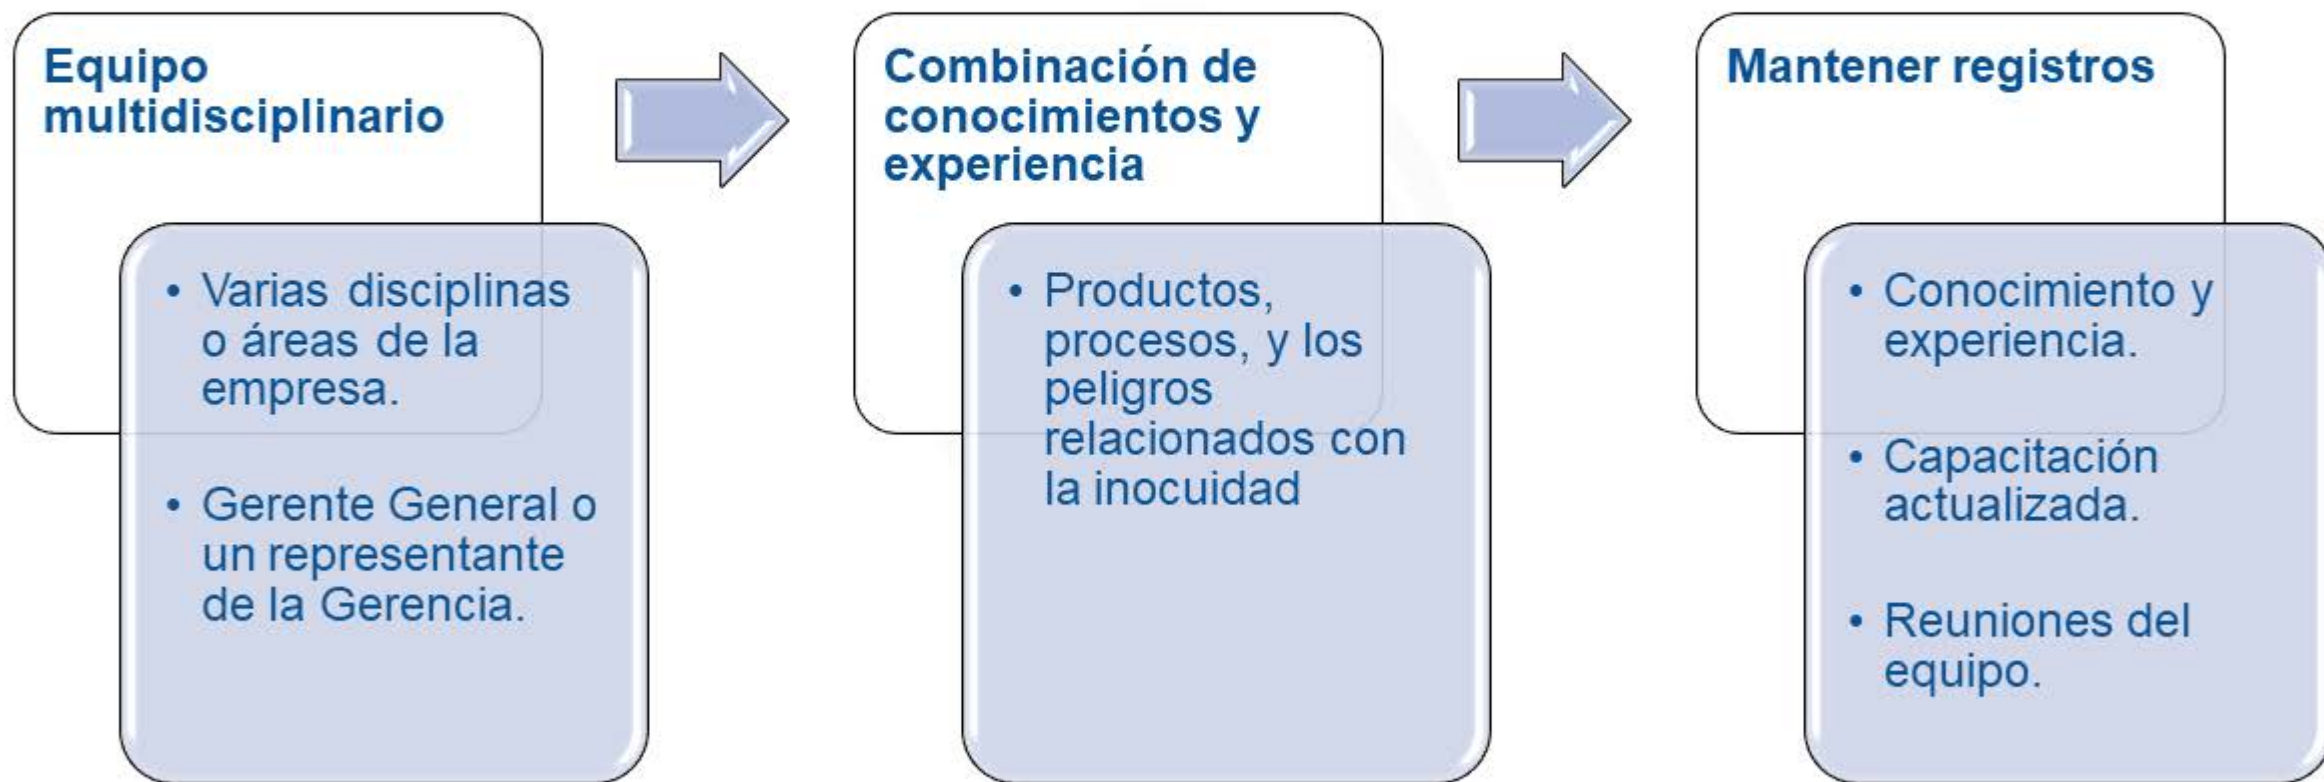 Equipo
multidisciplinario
• Varias disciplinas
o áreas de la
empresa.
• Gerente General o
un representante
de la Gerencia.
Combinación de
conocimientos y
experiencia
• Productos,
procesos, y los
peligros
relacionados con
la inocuidad
Mantener registros
• Conocimiento y
experiencia.
• Capacitación
actualizada.
• Reuniones del
equipo.